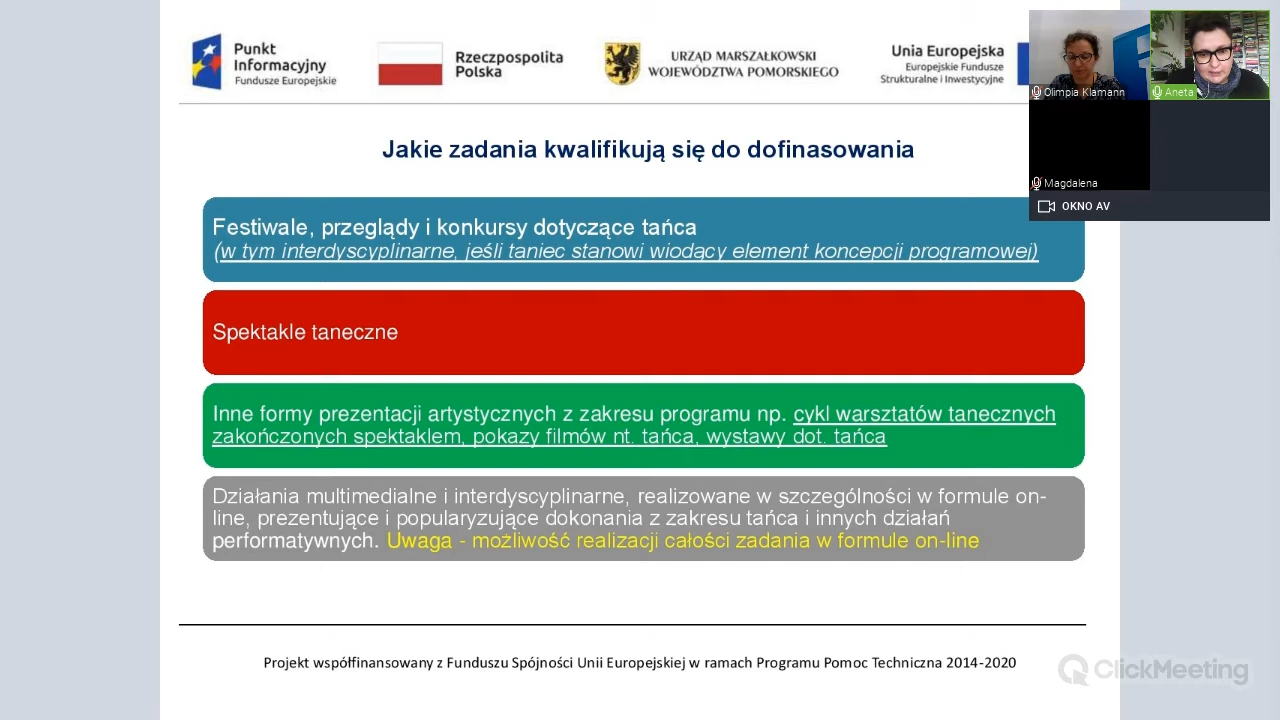 Punkt
Informacyjny
Fundusze Europejskie
Rzeczpospolita
Polska
URZĄD MARSZAŁKOWSKI
WOJEWÓDZTWA POMORSKIEGO
Unia Europejska
Europejskie Fundusze
Strukturalne i Inwestycyjne
Olimpia Klamann
Aneta
Magdalena
OKNO AV
Jakie zadania kwalifikują się do dofinasowania
Festiwale, przeglądy i konkursy dotyczące tańca
(w tym interdyscyplinarne, jeśli taniec stanowi wiodący element koncepcji programowej)
Spektakle taneczne
Inne formy prezentacji artystycznych z zakresu programu np. cykl warsztatów tanecznych
zakończonych spektaklem, pokazy filmów nt. tańca, wystawy dot. tańca
Działania multimedialne i interdyscyplinarne, realizowane w szczególności w formule on-
line, prezentujące i popularyzujące dokonania z zakresu tańca i innych działań
performatywnych. Uwaga - możliwość realizacji całości zadania w formule on-line
Projekt współfinansowany z Funduszu Spójności Unii Europejskiej w ramach Programu Pomoc Techniczna 2014-2020
ClickMeeting